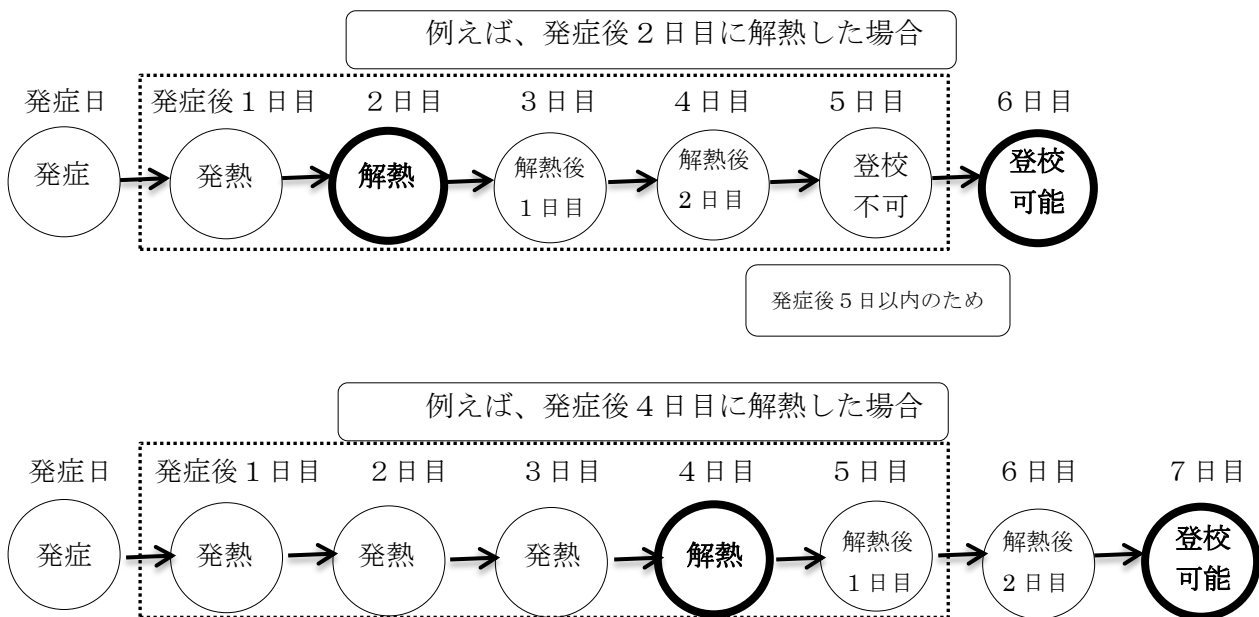 例えば、発症後２日目に解熱した場合
発症日 発症後１日目 ２日目 ３日目 ４日目 ５日目 ６日目
発症 発熱 解熱 解熱後 解熱後 登校 登校
１日目 ２日目 不可 可能
発症後５日以内のため
例えば、発症後４日目に解熱した場合
発症日 発症後１日目 ２日目 ３日目 ４日目 ５日目 ６日目 ７日目
発症 発熱 発熱 発熱 解熱 解熱後 解熱後 登校
１日目 ２日目 可能